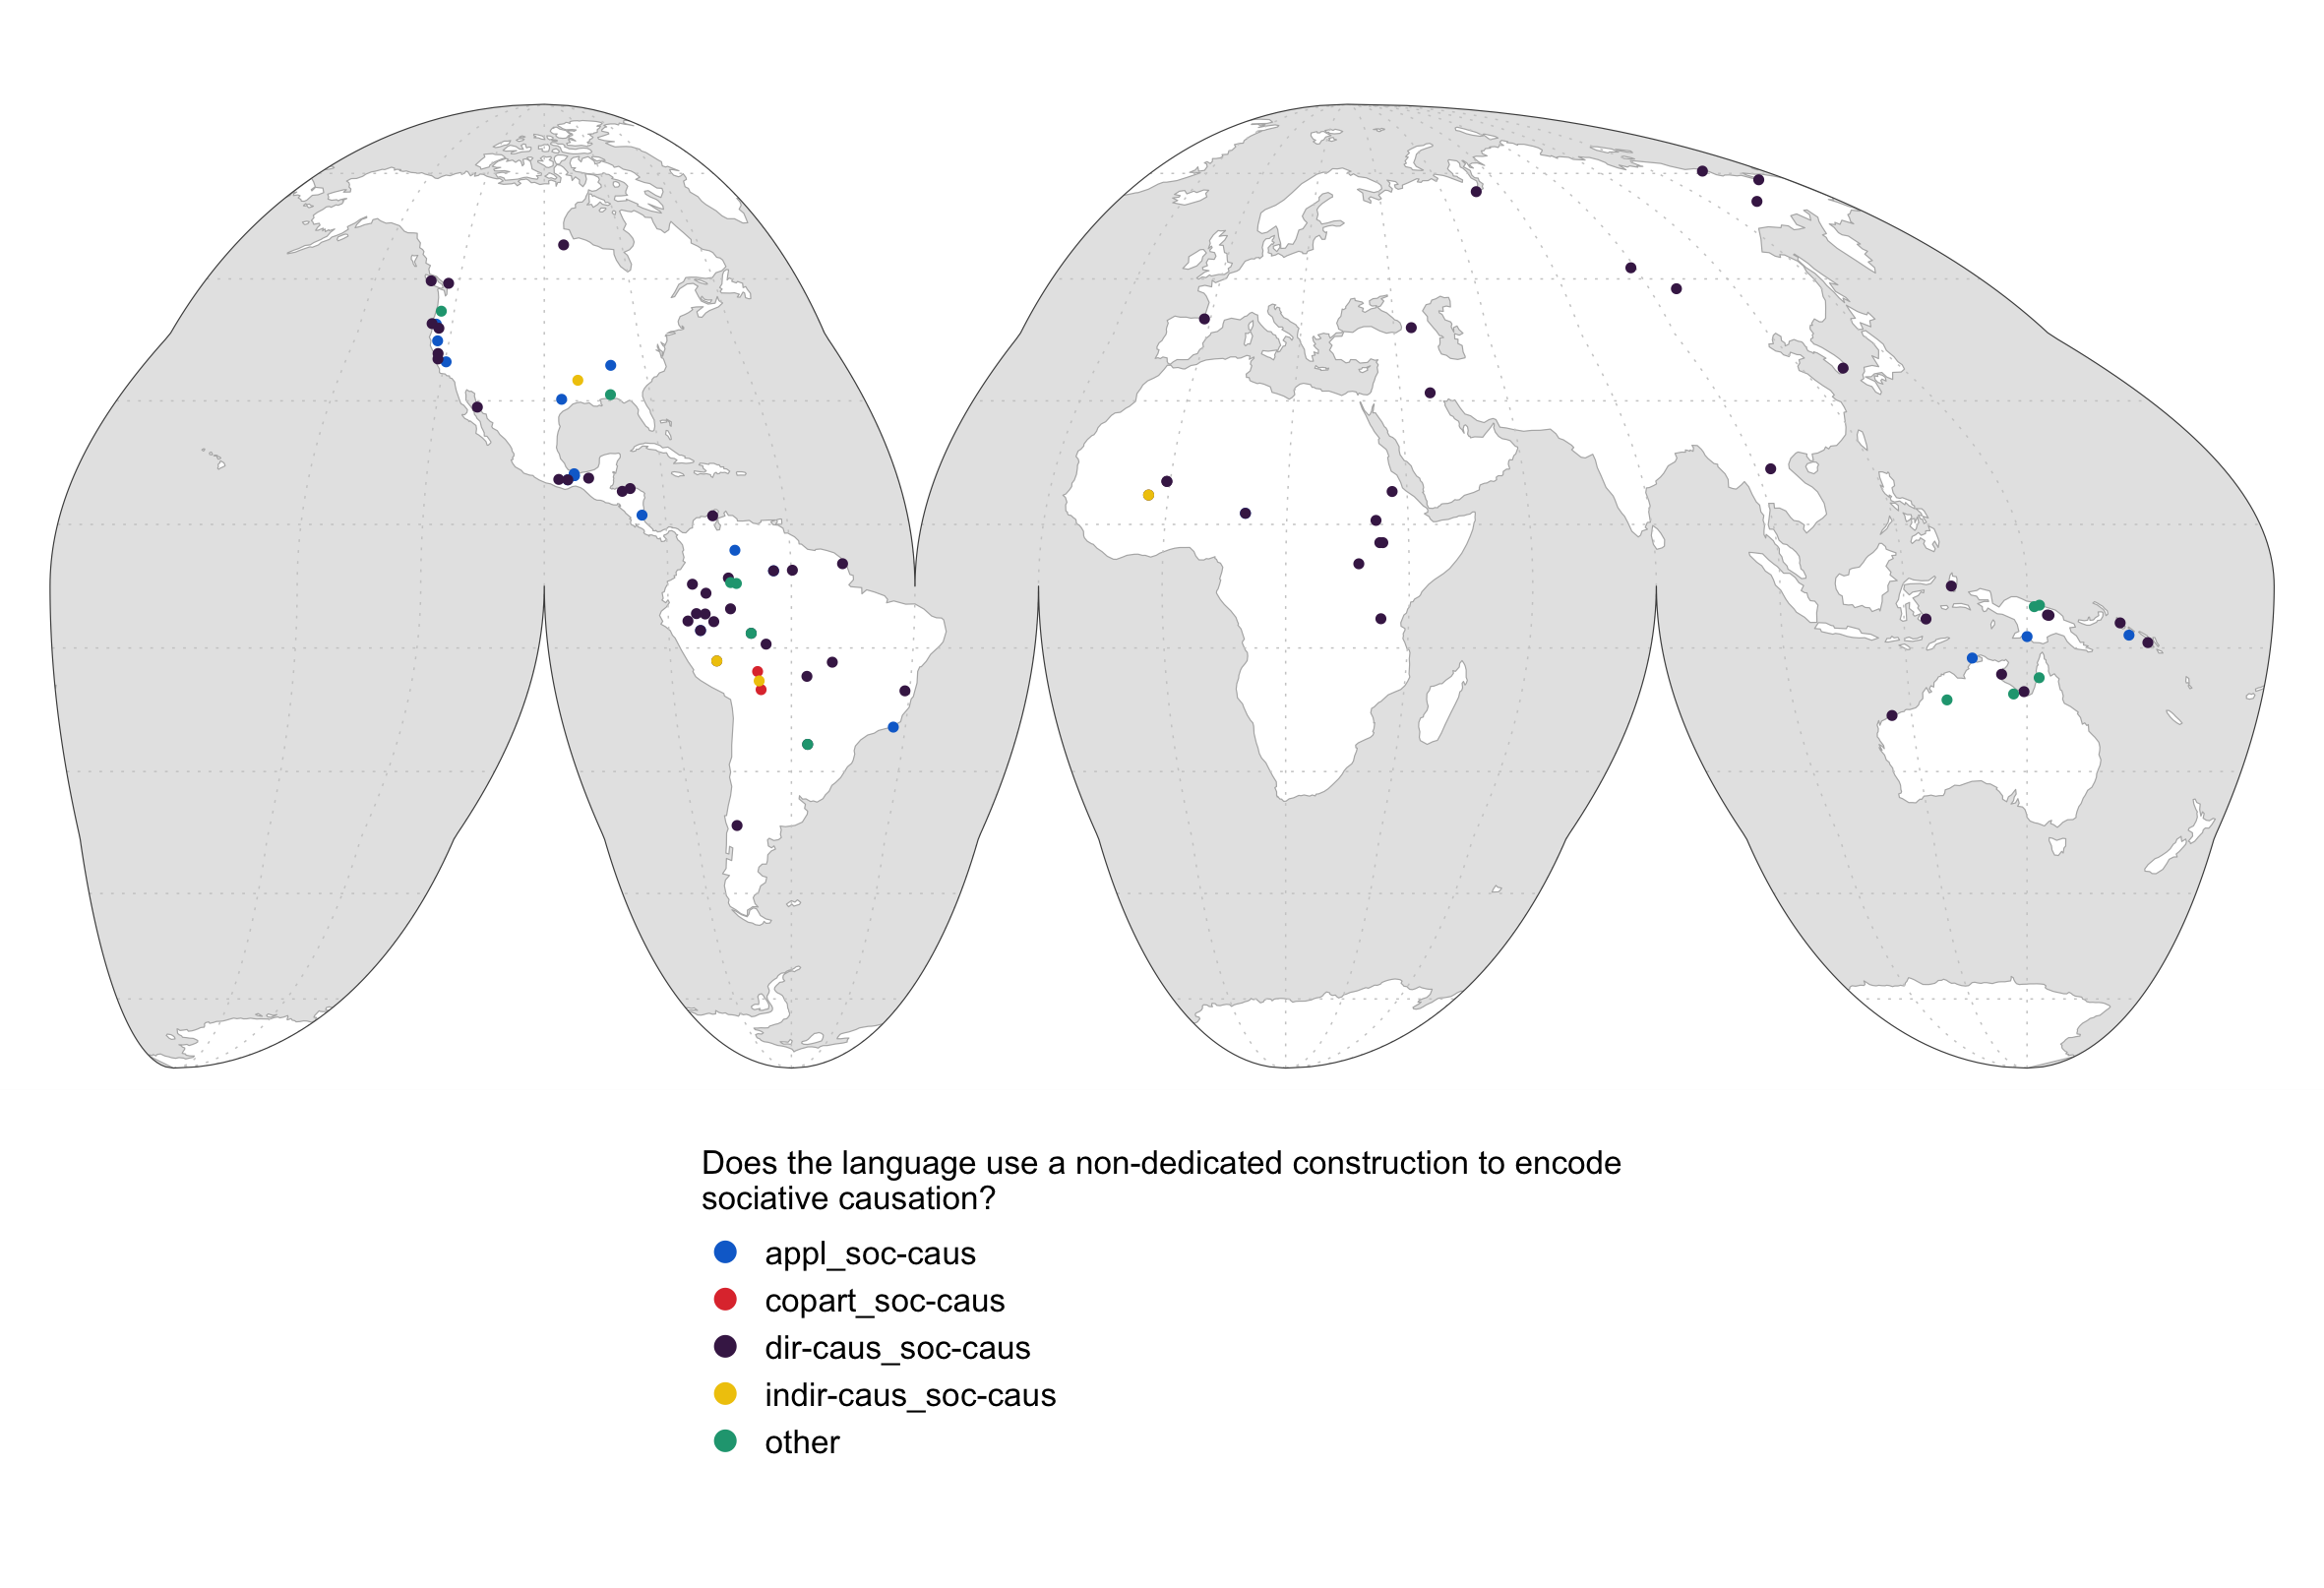 Does the language use a non-dedicated construction to encode
sociative causation?
appl_soc-caus
copart_soc-caus
dir-caus_soc-caus
indir-caus_soc-caus
other